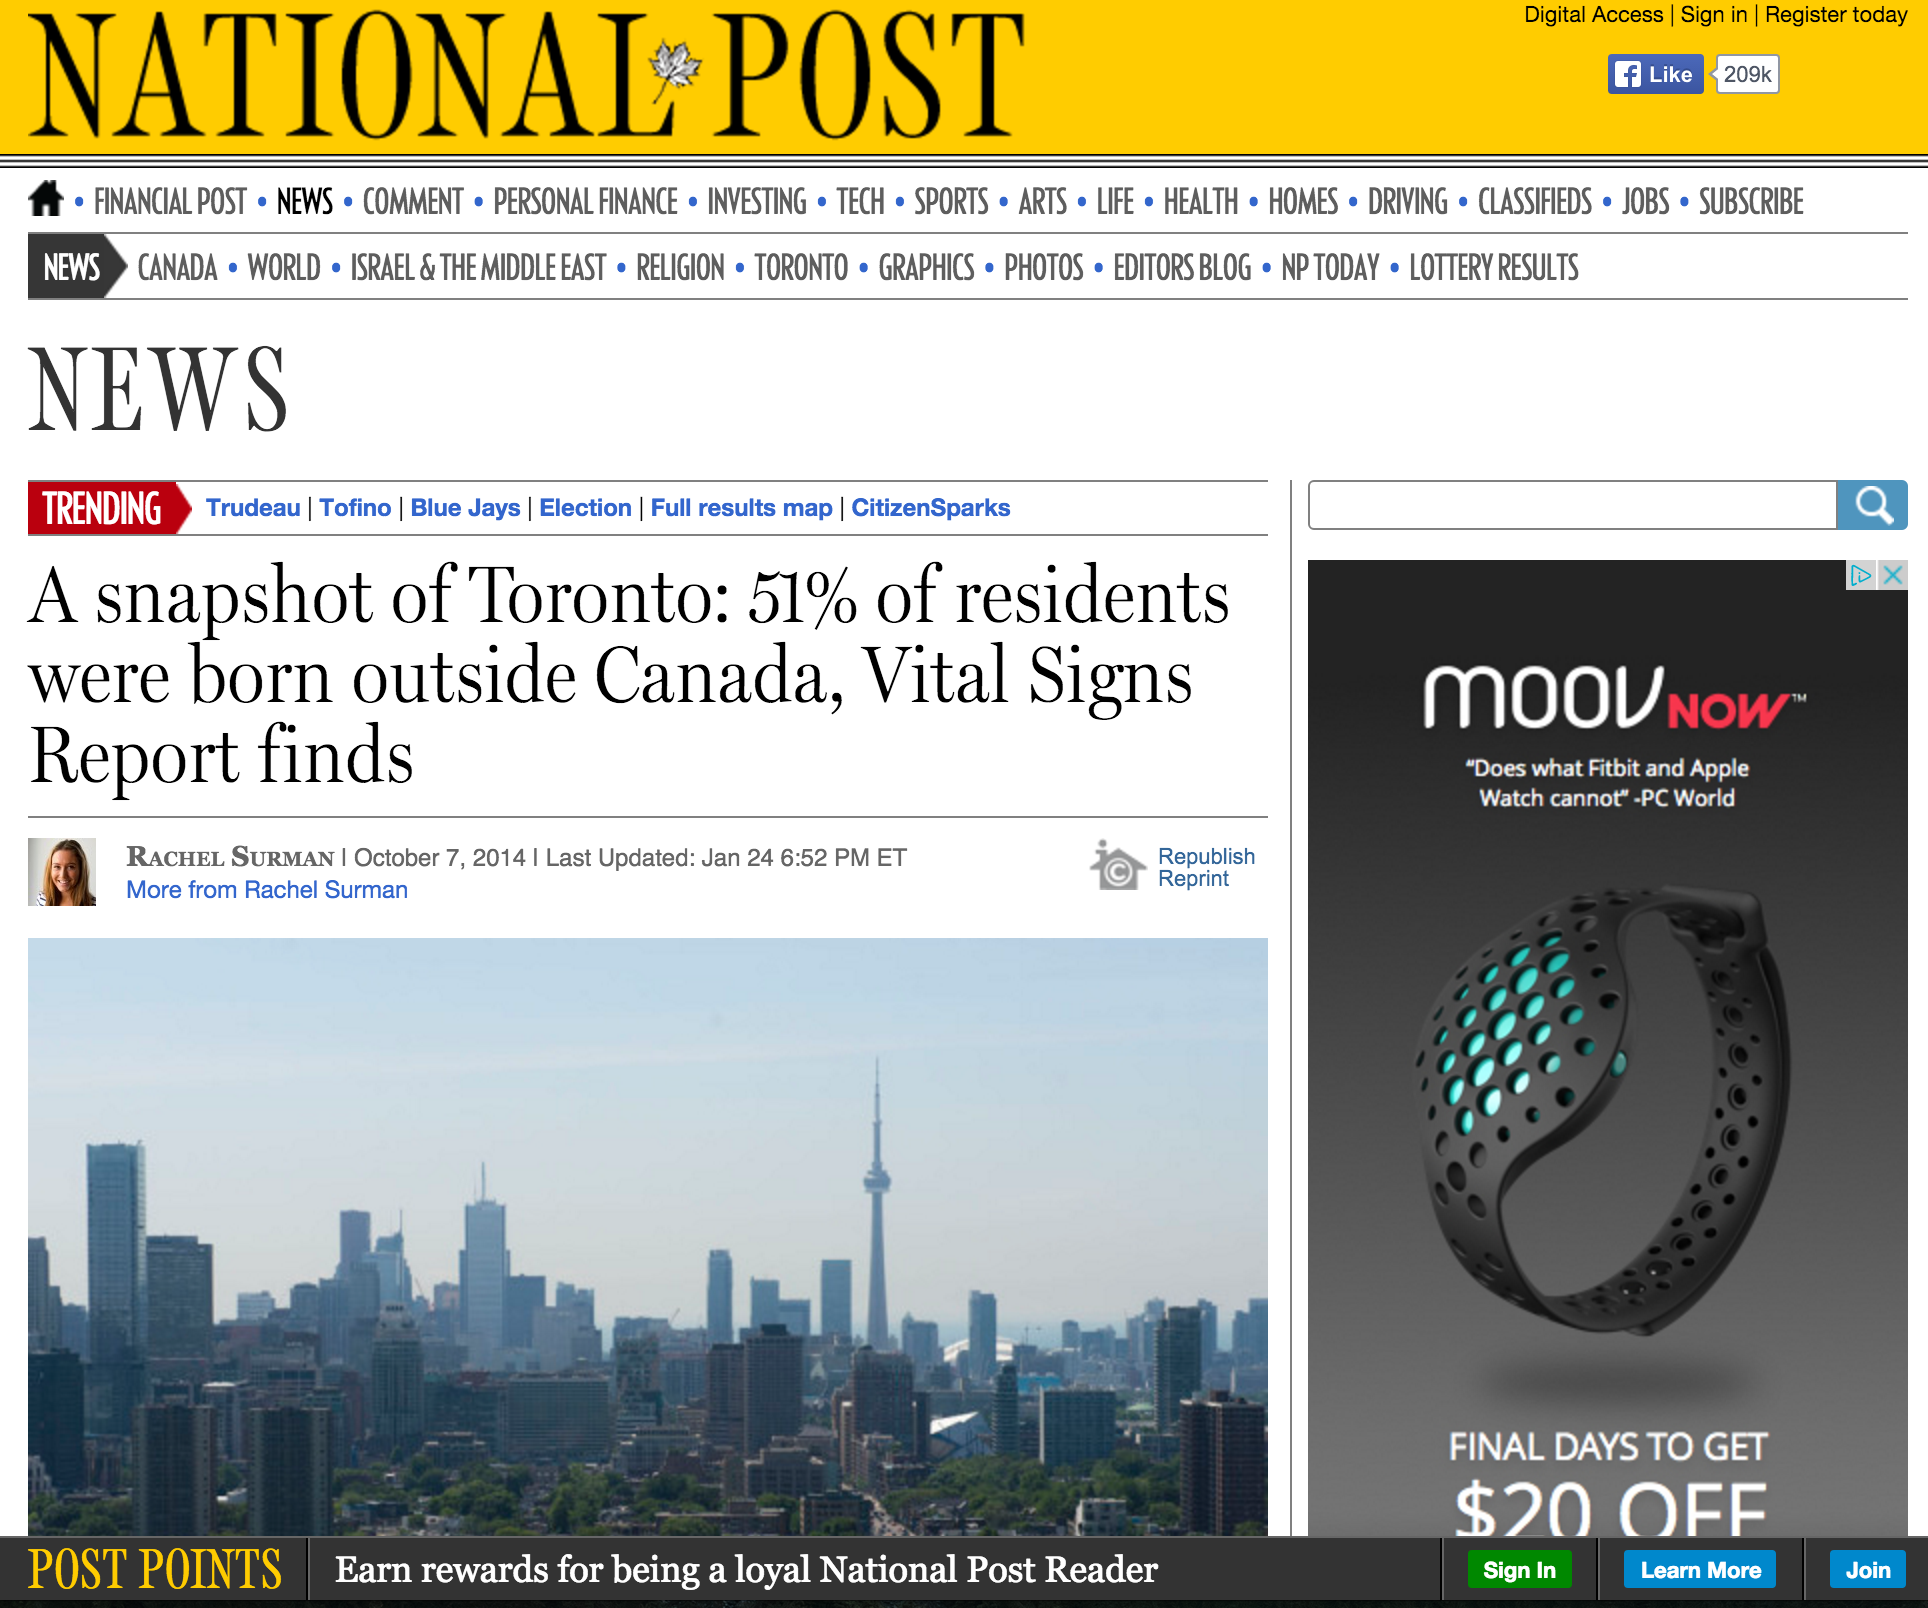 Digital Access | Sign in | Register today
NATIONAL POST
Like 209k
FINANCIAL POST • NEWS • COMMENT • PERSONAL FINANCE • INVESTING • TECH • SPORTS • ARTS • LIFE • HEALTH • HOMES • DRIVING • CLASSIFIEDS • JOBS • SUBSCRIBE
NEWS CANADA • WORLD • ISRAEL & THE MIDDLE EAST • RELIGION • TORONTO • GRAPHICS • PHOTOS • EDITORS BLOG • NP TODAY • LOTTERY RESULTS
NEWS
TRENDING Trudeau | Tofino | Blue Jays | Election | Full results map | CitizenSparks
A snapshot of Toronto: 51% of residents
were born outside Canada, Vital Signs
Report finds
RACHEL SURMAN | October 7, 2014 | Last Updated: Jan 24 6:52 PM ET
More from Rachel Surman
Republish
Reprint
MOOV NOW™
"Does what Fitbit and Apple
Watch cannot" -PC World
FINAL DAYS TO GET
$20 OFF
POST POINTS Earn rewards for being a loyal National Post Reader Sign In Learn More Join